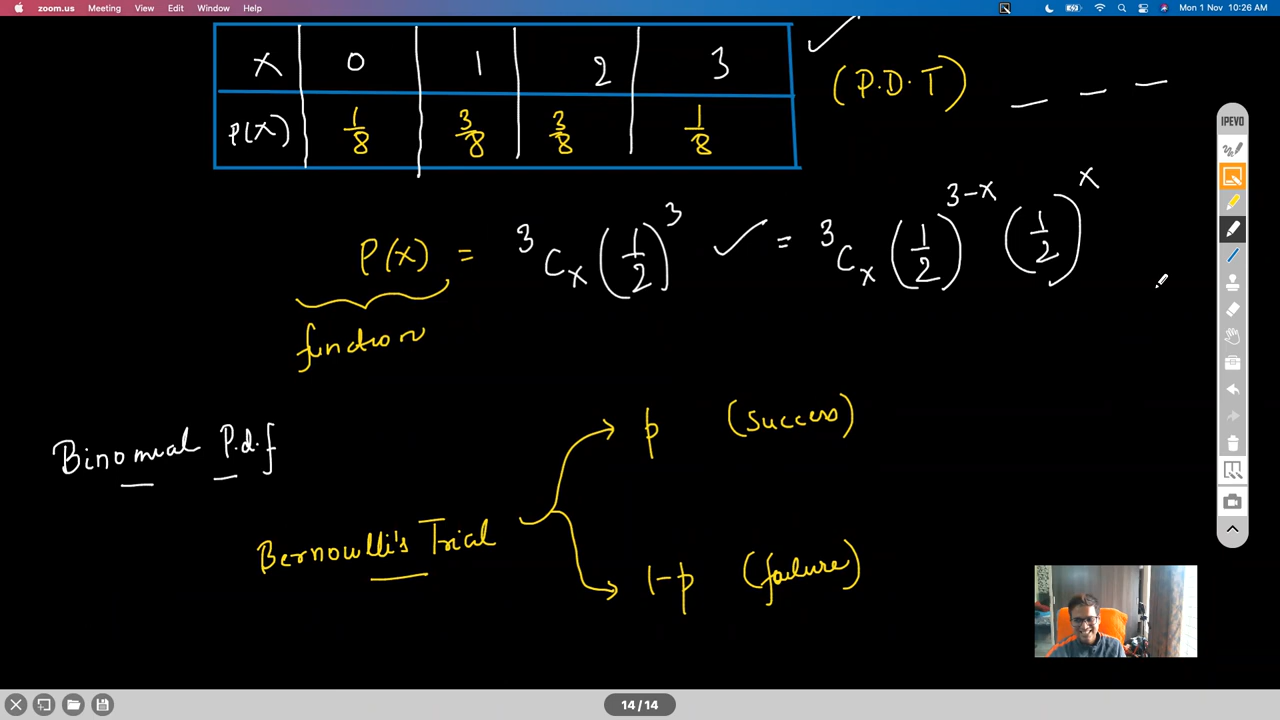 zoom.us Meeting View Edit Window Help Mon 1 Nov 10:26 AM
x 0 1 2 3
P(x) 1/8 3/8 3/8 1/8
(P.D.T) _ _ _
P(x) = ³Cₓ (1/2)³ ✓ = ³Cₓ (1/2)³⁻ˣ (1/2)ˣ
function
p (success)
Binomial P.d.f
Bernoulli's Trial
1-p (failure)
IPEVO
14/14